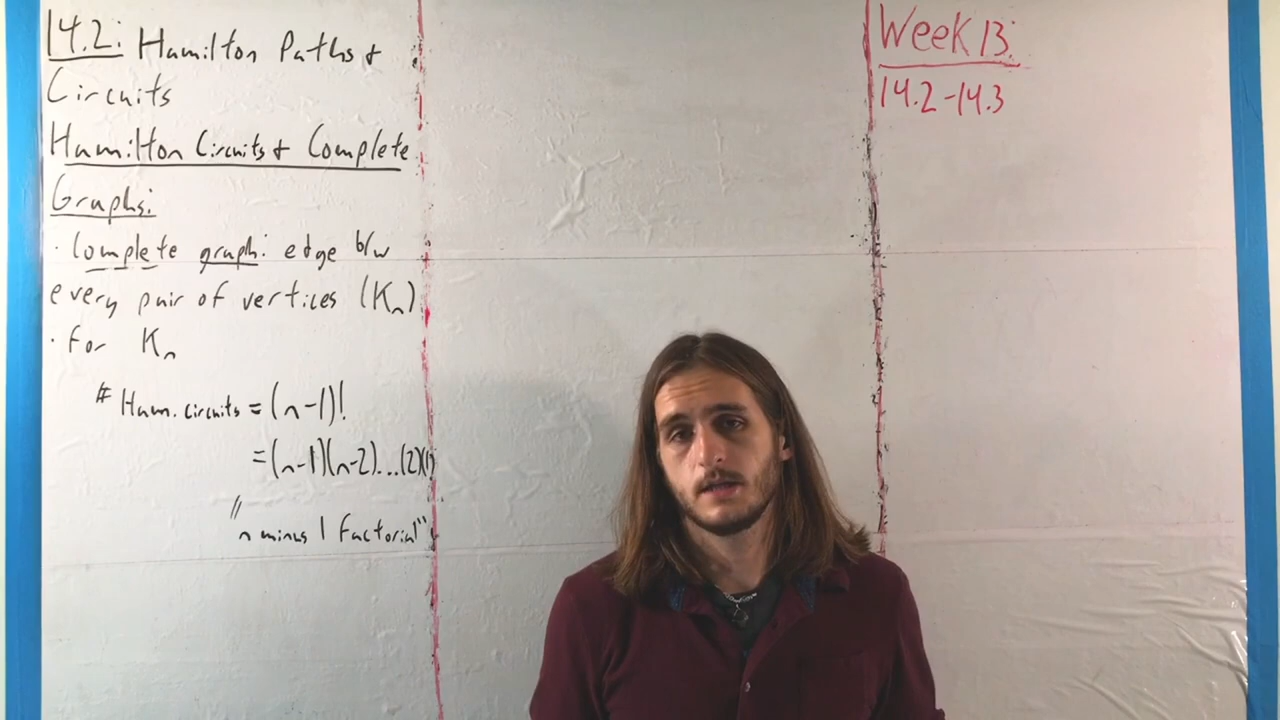 14.2: Hamilton Paths &
Circuits
Hamilton Circuits & Complete
Graphs:
· Complete graph: edge b/w
every pair of vertices (Kn)
· For Kn
# Ham. circuits = (n-1)!
= (n-1)(n-2)...(2)(1)
"n minus 1 factorial"
Week 13:
14.2-14.3